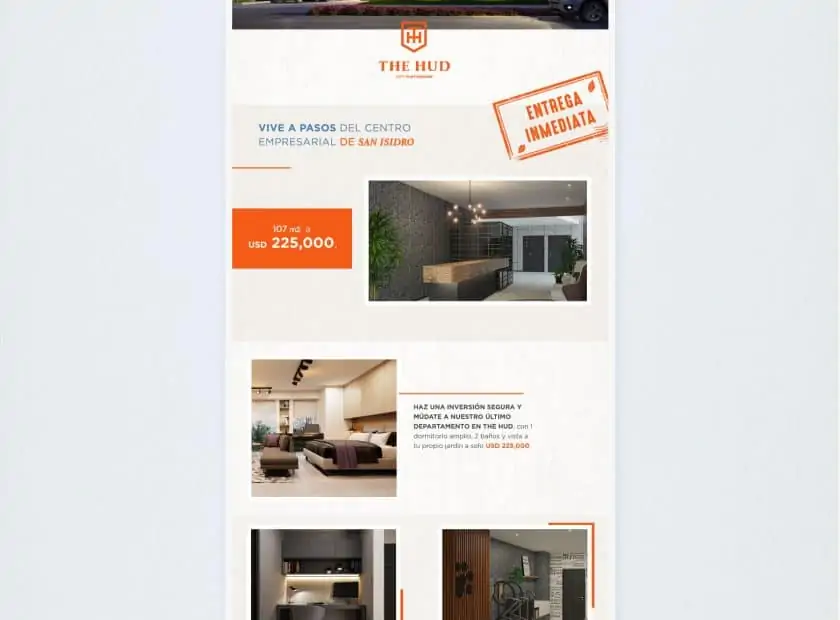 THE HUD
ENTREGA
INMEDIATA
VIVE A PASOS DEL CENTRO
EMPRESARIAL DE SAN ISIDRO
107 m2 a
USD 225,000.
HAZ UNA INVERSIÓN SEGURA Y
MÚDATE A NUESTRO ÚLTIMO
DEPARTAMENTO EN THE HUD, con 1
dormitorio amplio, 2 baños y vista a
tu propio jardín a solo USD 225,000